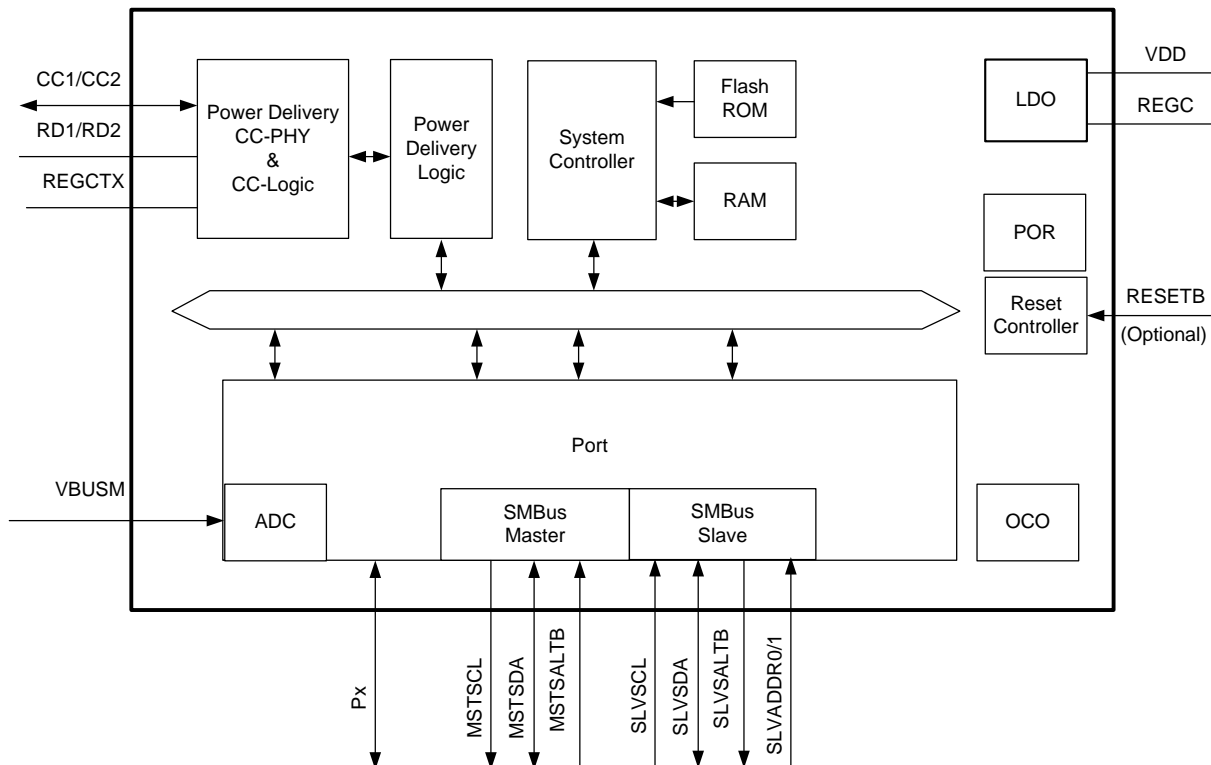 CC1/CC2
RD1/RD2
REGCTX
Power Delivery
CC-PHY
&
CC-Logic
Power
Delivery
Logic
System
Controller
Flash
ROM
RAM
LDO
VDD
REGC
POR
Reset
Controller
RESETB
(Optional)
Port
VBUSM
ADC
SMBus
Master
SMBus
Slave
OCO
Px
MSTSCL
MSTSDA
MSTSALTB
SLVSCL
SLVSDA
SLVSALTB
SLVADDR0/1